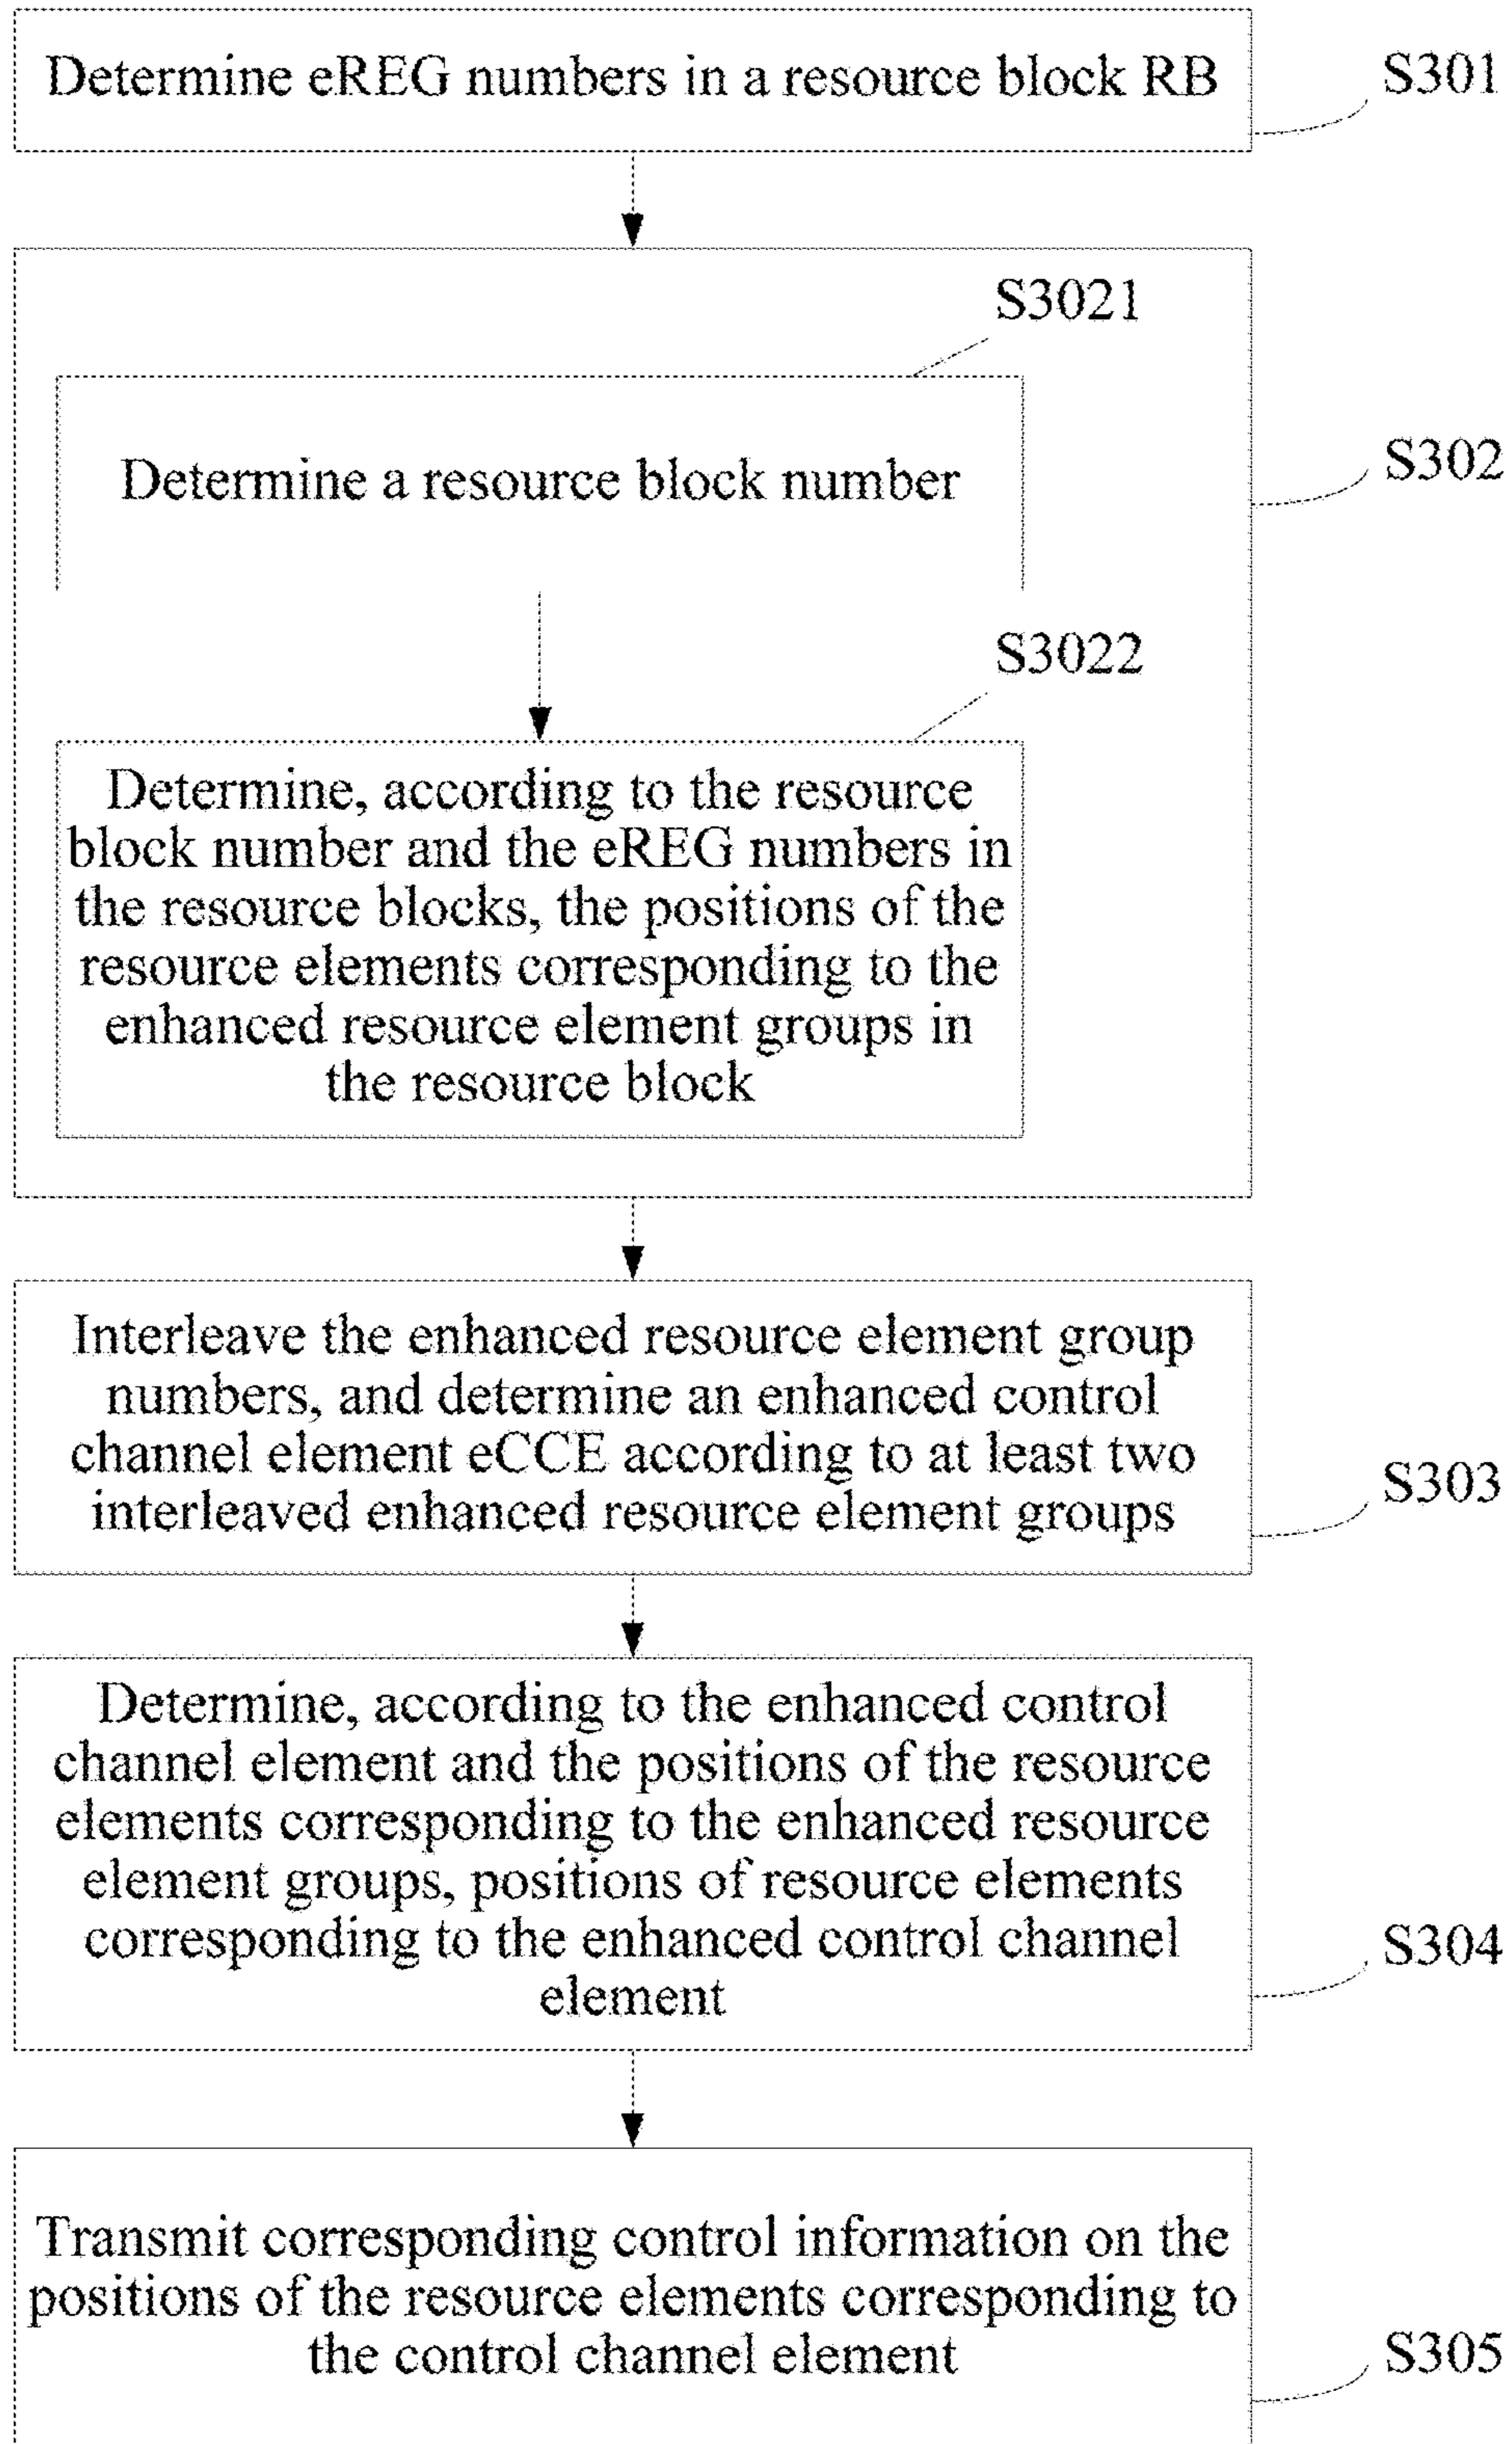 Determine eREG numbers in a resource block RB
S301
S3021
Determine a resource block number
S302
S3022
Determine, according to the resource
block number and the eREG numbers in
the resource blocks, the positions of the
resource elements corresponding to the
enhanced resource element groups in
the resource block
Interleave the enhanced resource element group
numbers, and determine an enhanced control
channel element eCCE according to at least two
interleaved enhanced resource element groups
S303
Determine, according to the enhanced control
channel element and the positions of the resource
elements corresponding to the enhanced resource
element groups, positions of resource elements
corresponding to the enhanced control channel
element
S304
Transmit corresponding control information on the
positions of the resource elements corresponding to
the control channel element
S305